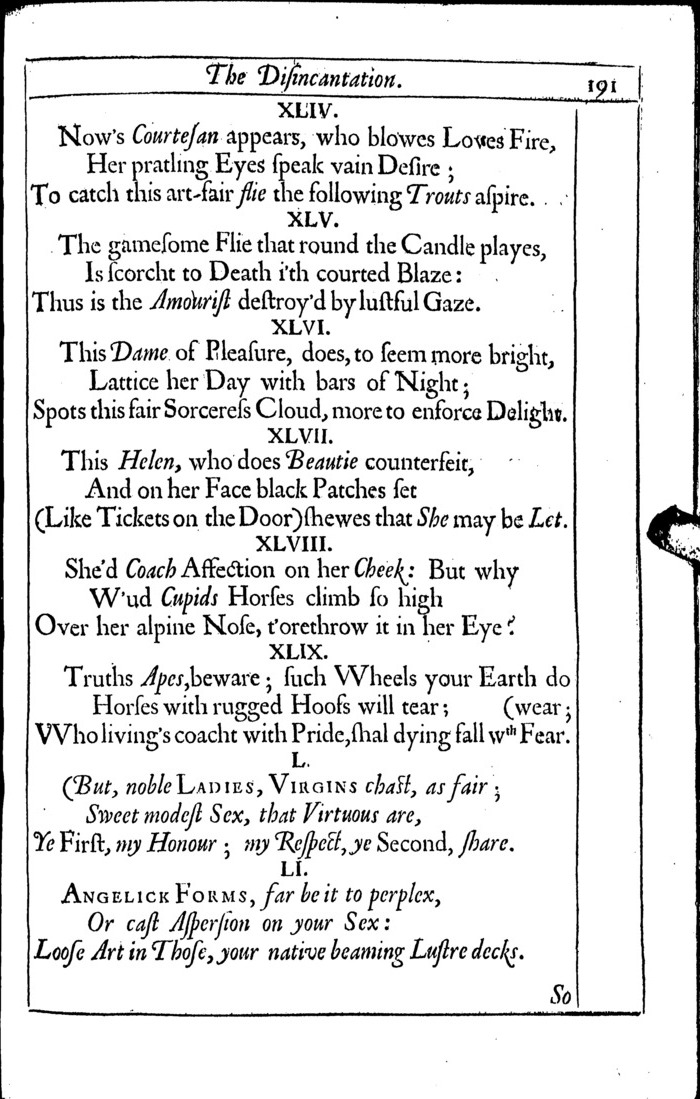 The Diſincantation. 191
XLIV.
Now's Courteſan appears, who blowes Loves Fire,
Her pratling Eyes ſpeak vain Deſire ;
To catch this art-fair flie the following Trouts aſpire.
XLV.
The gameſome Flie that round the Candle playes,
Is ſcorcht to Death i'th courted Blaze :
Thus is the Amouriſt deſtroy'd by luſtful Gaze.
XLVI.
This Dame of Pleaſure, does, to ſeem more bright,
Lattice her Day with bars of Night ;
Spots this fair Sorcereſs Cloud, more to enforce Delight.
XLVII.
This Helen, who does Beautie counterfeit,
And on her Face black Patches ſet
(Like Tickets on the Door) ſhewes that She may be Let.
XLVIII.
She'd Coach Affection on her Cheek : But why
W'ud Cupids Horſes climb ſo high
Over her alpine Noſe, t'orethrow it in her Eye ?
XLIX.
Truths Apes, beware ; ſuch VVheels your Earth do
Horſes with rugged Hoofs will tear ; (wear ;
VVho living's coacht with Pride, ſhal dying fall wth Fear.
L.
(But, noble LADIES, VIRGINS chaſt, as fair ;
Sweet modeſt Sex, that Virtuous are,
Ye Firſt, my Honour ; my Reſpect, ye Second, ſhare.
LI.
ANGELICK FORMS, far be it to perplex,
Or caſt Aſperſion on your Sex :
Looſe Art in Thoſe, your native beaming Luſtre decks.
So